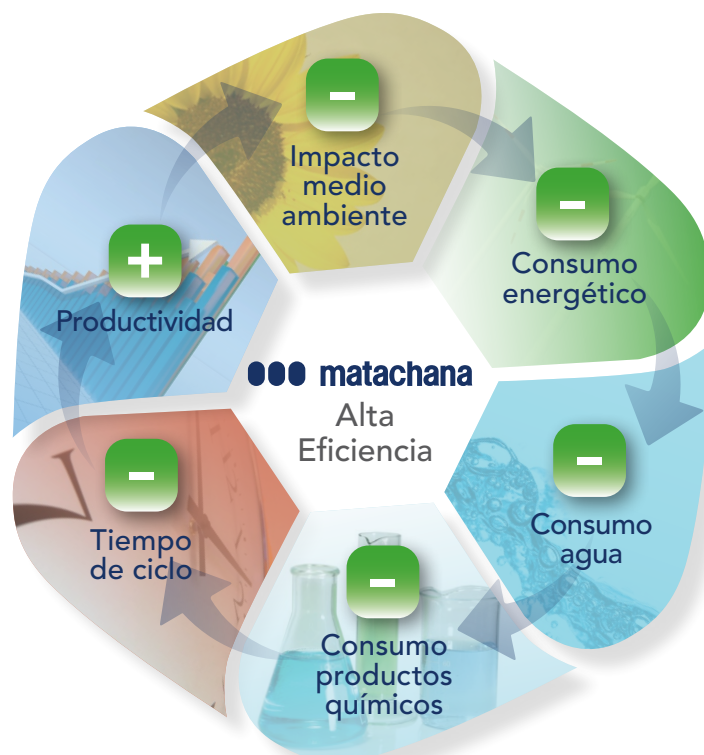 -
Impacto
medio
ambiente
-
Consumo
energético
-
Consumo
agua
-
Consumo
productos
químicos
-
Tiempo
de ciclo
+
Productividad
matachana
Alta
Eficiencia